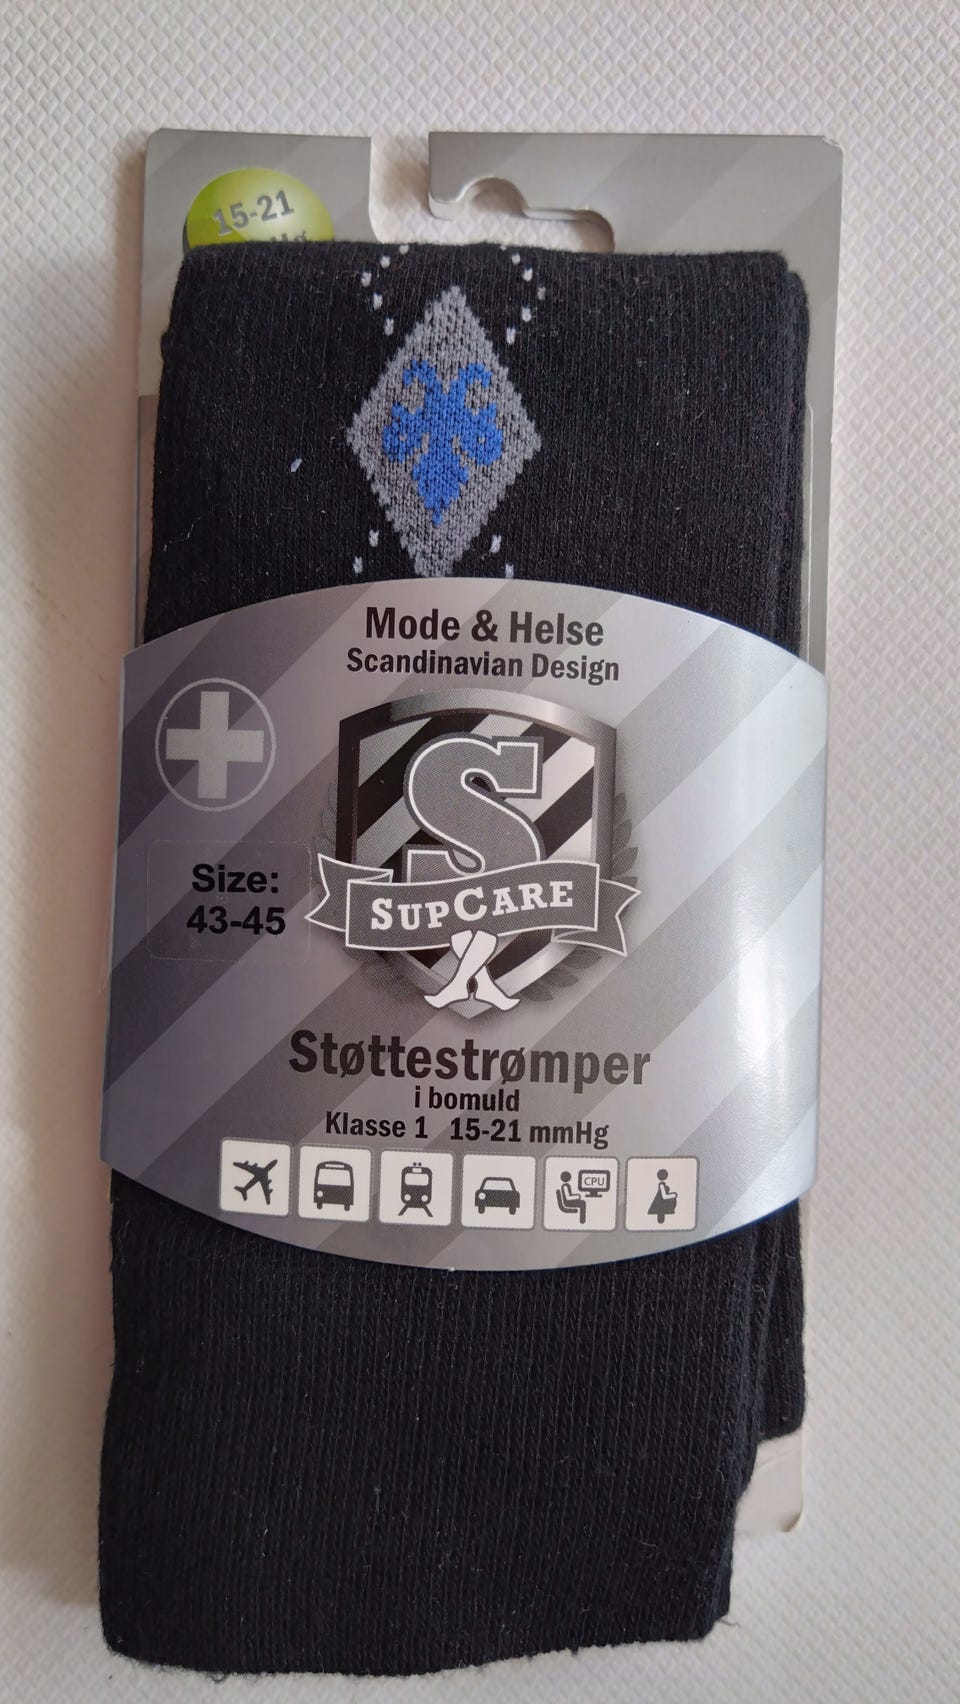 15-21
Mode & Helse
Scandinavian Design
S
SUPCARE
Size:
43-45
Støttestrømper
i bomuld
Klasse 1 15-21 mmHg
CPU